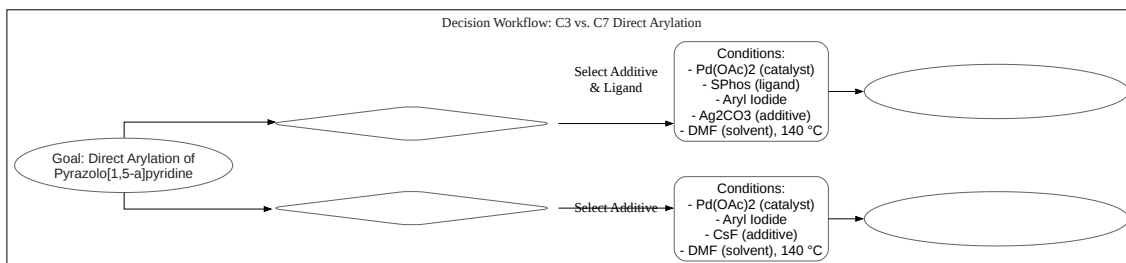 Decision Workflow: C3 vs. C7 Direct Arylation
Goal: Direct Arylation of
Pyrazolo[1,5-a]pyridine
Select Additive
& Ligand
Conditions:
- Pd(OAc)2 (catalyst)
- SPhos (ligand)
- Aryl Iodide
- Ag2CO3 (additive)
- DMF (solvent), 140 °C
Select Additive
Conditions:
- Pd(OAc)2 (catalyst)
- Aryl Iodide
- CsF (additive)
- DMF (solvent), 140 °C